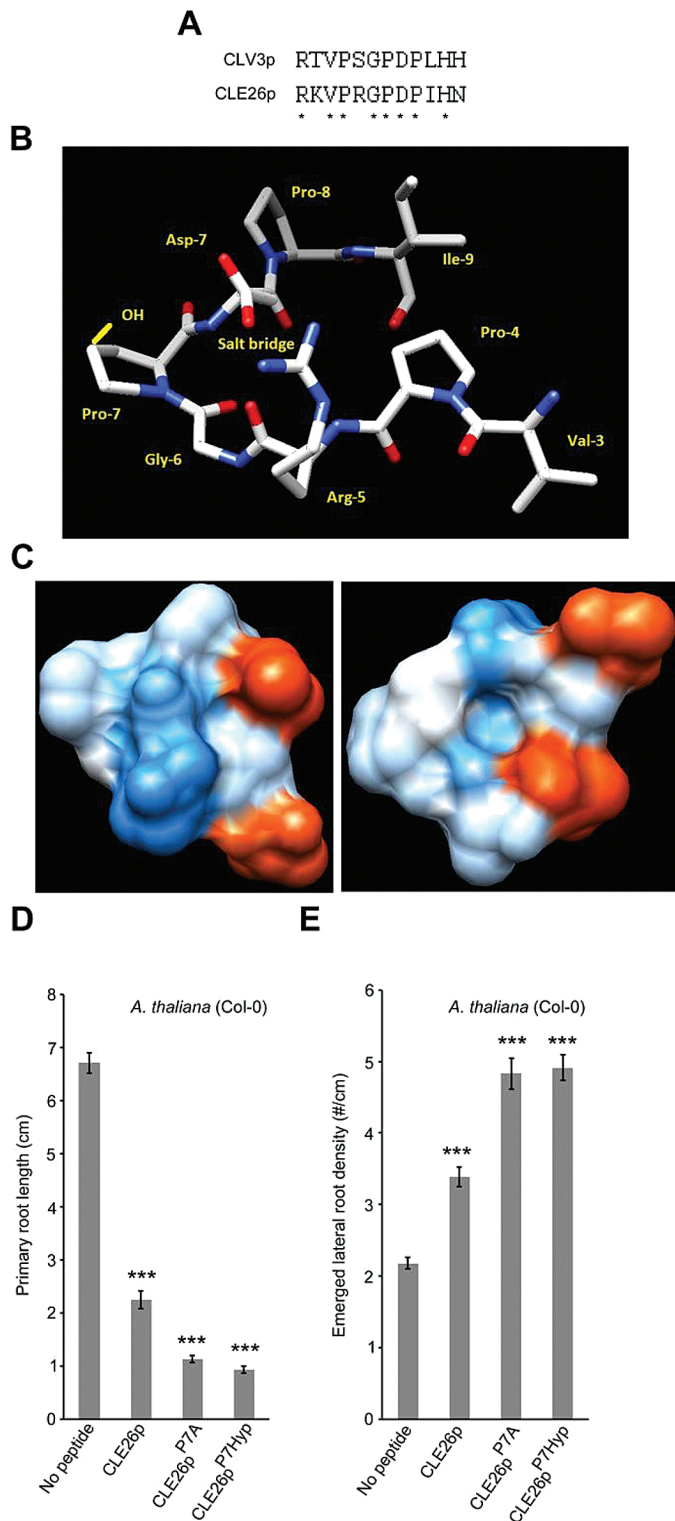 A
CLV3p RTVPSGPDPLHH
CLE26p RKVPRGPDPIHN
* ** **** *
B
Pro-8
Asp-7
Ile-9
OH
Salt bridge
Pro-4
Pro-7
Gly-6
Val-3
Arg-5
C
D
E
A. thaliana (Col-0)
Primary root length (cm)
8
7
6
5
4
3
2
1
0
***
***
***
No peptide
CLE26p
CLE26p P7A
CLE26p P7Hyp
A. thaliana (Col-0)
Emerged lateral root density (#/cm)
6
5
4
3
2
1
0
***
***
***
No peptide
CLE26p
CLE26p P7A
CLE26p P7Hyp